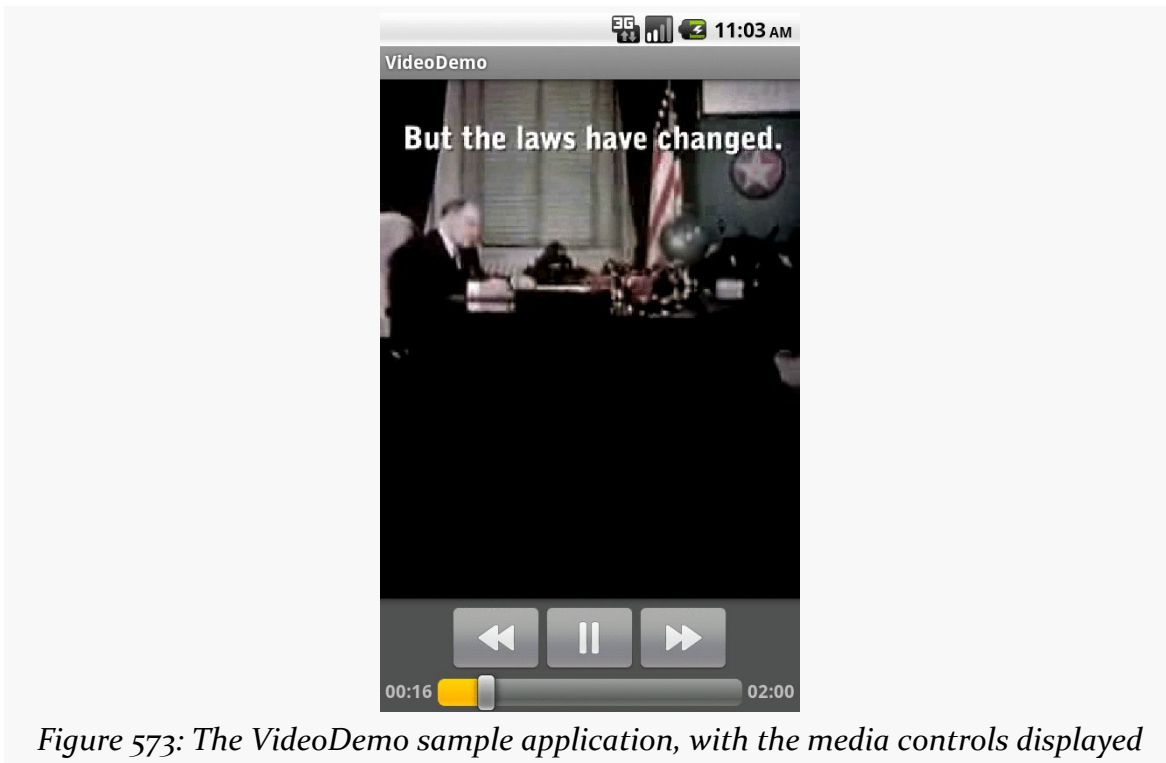 3G 11:03 AM
VideoDemo
But the laws have changed.
00:16 02:00
Figure 573: The VideoDemo sample application, with the media controls displayed